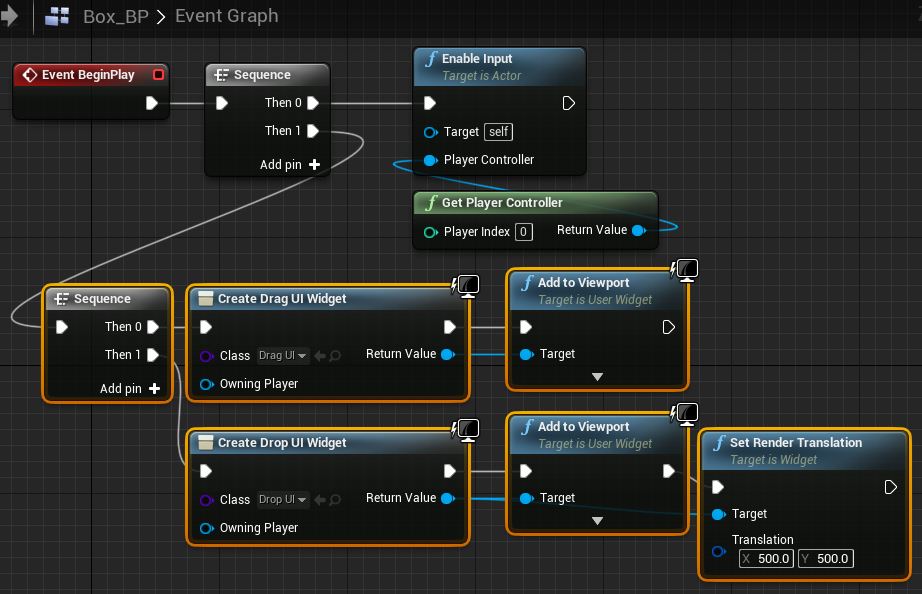 Box_BP > Event Graph
Event BeginPlay
Sequence
Then 0
Then 1
Add pin +
f Enable Input
Target is Actor
Target self
Player Controller
f Get Player Controller
Player Index 0 Return Value
Sequence
Then 0
Then 1
Add pin +
Create Drag UI Widget
Class Drag UI Return Value
Owning Player
f Add to Viewport
Target is User Widget
Target
Create Drop UI Widget
Class Drop UI Return Value
Owning Player
f Add to Viewport
Target is User Widget
Target
f Set Render Translation
Target is Widget
Target
Translation
X 500.0 Y 500.0